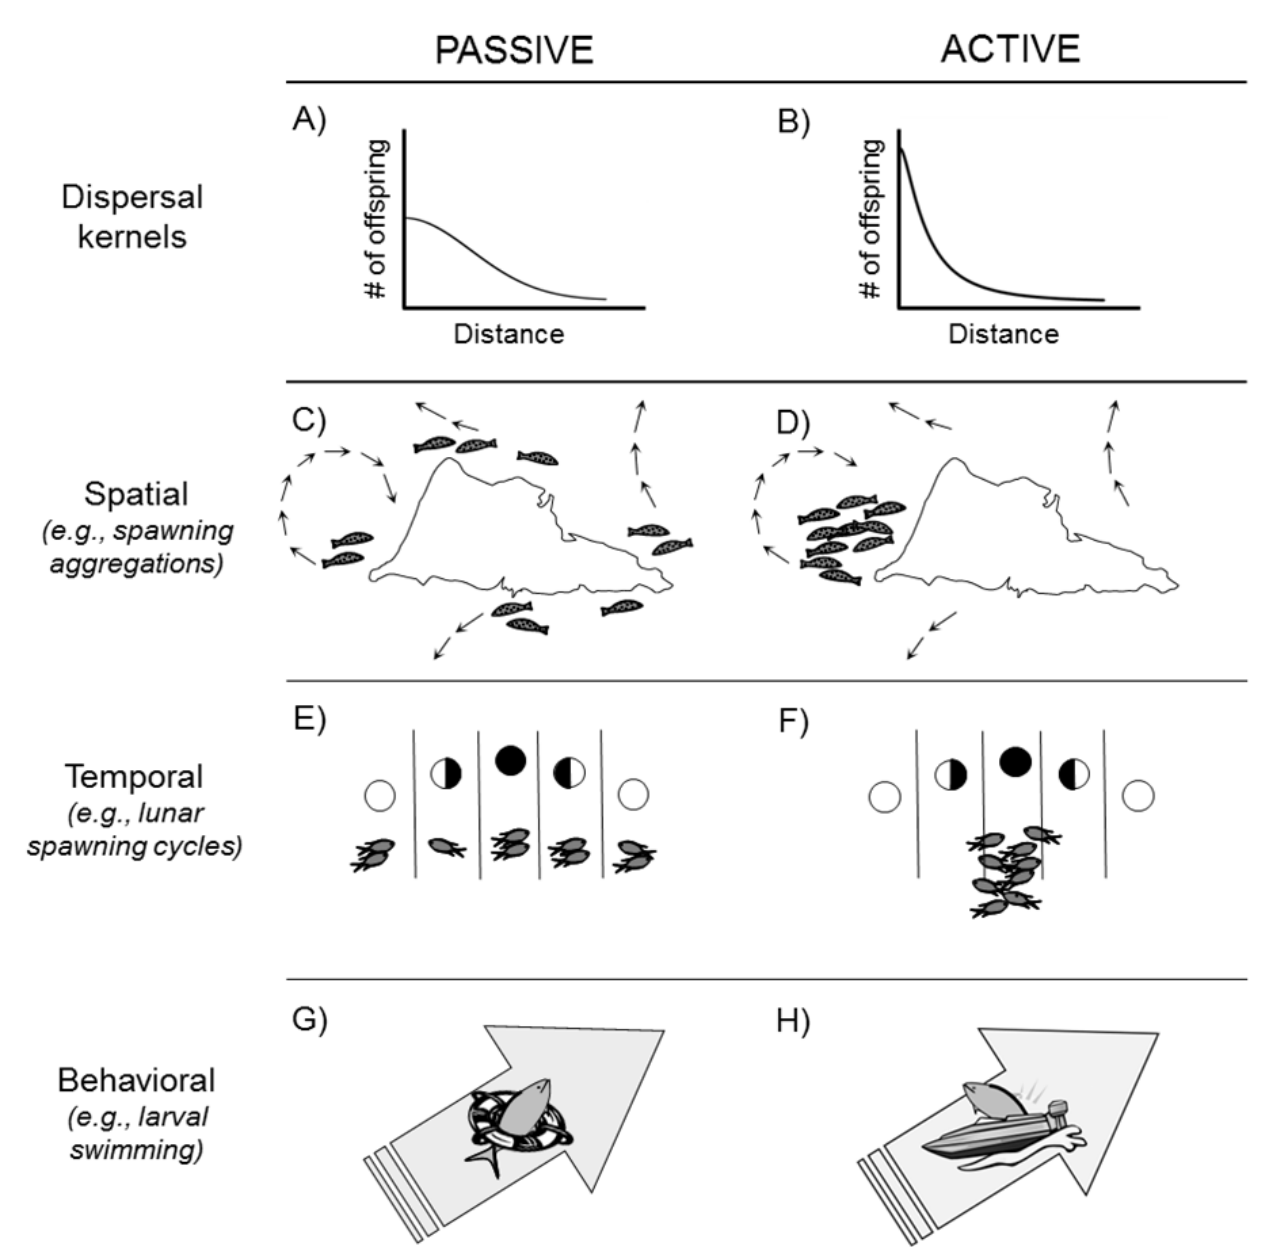 PASSIVE
ACTIVE
Dispersal
kernels
A)
# of offspring
Distance
B)
# of offspring
Distance
Spatial
(e.g., spawning
aggregations)
C)
D)
Temporal
(e.g., lunar
spawning cycles)
E)
F)
Behavioral
(e.g., larval
swimming)
G)
H)